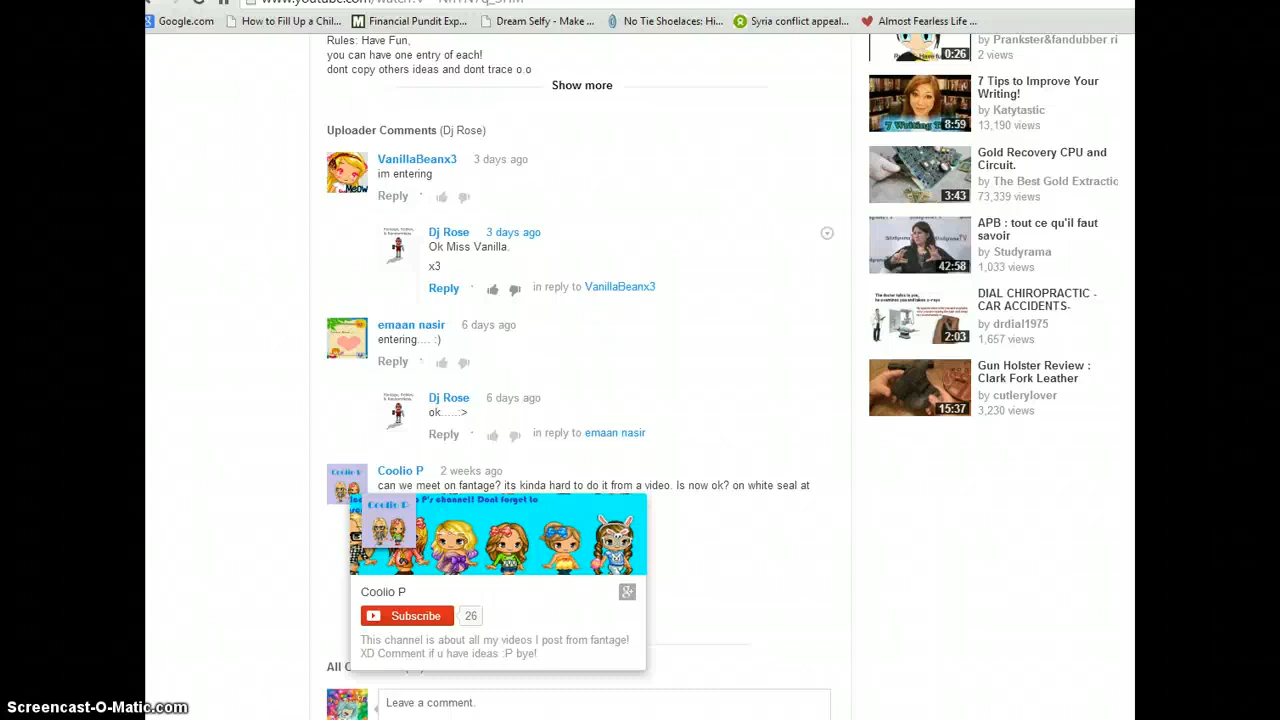 Google.com
How to Fill Up a Chil...
Financial Pundit Exp...
Dream Selfy - Make ...
No Tie Shoelaces: Hi...
Syria conflict appeal...
Almost Fearless Life ...
Rules: Have Fun,
you can have one entry of each!
dont copy others ideas and dont trace o.o
Show more
Uploader Comments (Dj Rose)
VanillaBeanx3 3 days ago
im entering
Meow
Reply
Dj Rose 3 days ago
Ok Miss Vanilla.
x3
Reply in reply to VanillaBeanx3
emaan nasir 6 days ago
entering.... :)
Reply
Dj Rose 6 days ago
ok.....:>
Reply in reply to emaan nasir
Coolio P 2 weeks ago
can we meet on fantage? its kinda hard to do it from a video. Is now ok? on white seal at
P's channel! Dont forget to
Coolio P
Coolio P
Subscribe 26
This channel is about all my videos I post from fantage!
XD Comment if u have ideas :P bye!
Leave a comment.
by Prankster&fandubber ri
2 views
0:26
7 Tips to Improve Your
Writing!
by Katytastic
13,190 views
8:59
Gold Recovery CPU and
Circuit.
by The Best Gold Extractic
73,339 views
3:43
APB : tout ce qu'il faut
savoir
by Studyrama
1,033 views
42:58
DIAL CHIROPRACTIC -
CAR ACCIDENTS-
by drdial1975
1,657 views
2:03
Gun Holster Review :
Clark Fork Leather
by cutlerylover
3,230 views
15:37
Screencast-O-Matic.com